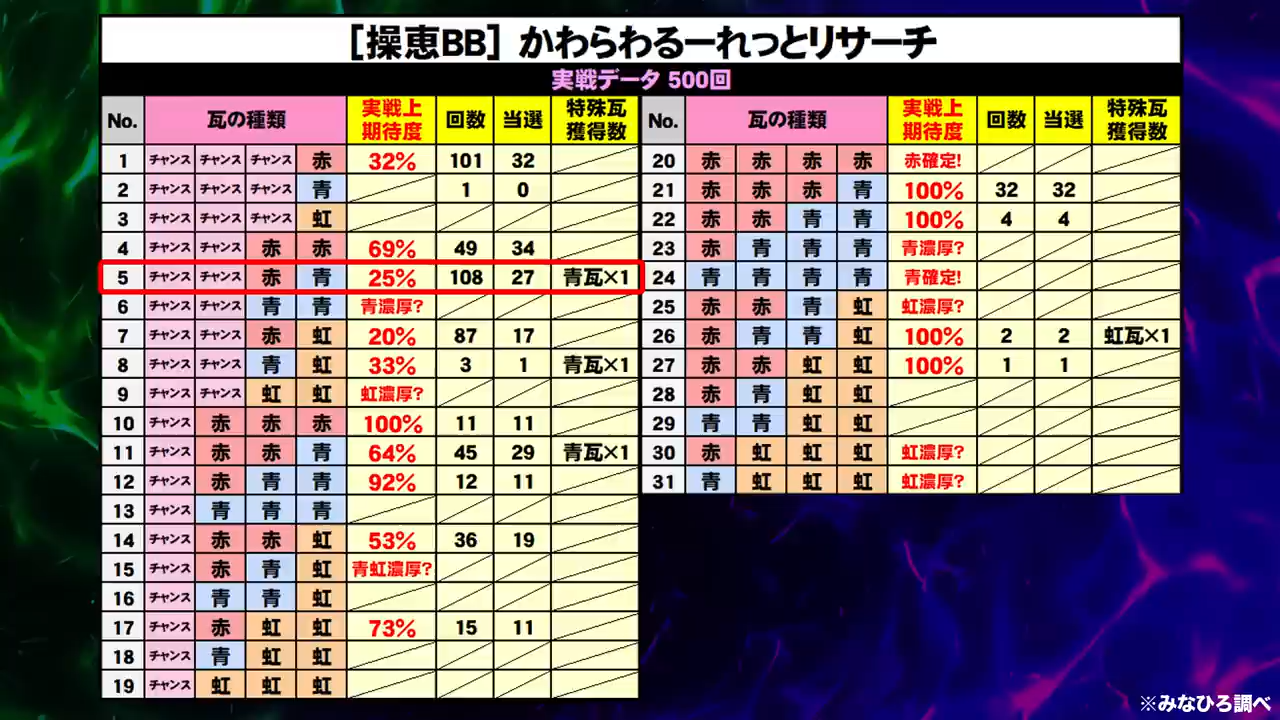 [操恵BB] かわらわるーれっとリサーチ
実戦データ 500回
No. 瓦の種類 実戦上期待度 回数 当選 特殊瓦獲得数
1 チャンス チャンス チャンス 赤 32% 101 32
2 チャンス チャンス チャンス 青 1 0
3 チャンス チャンス チャンス 虹
4 チャンス チャンス 赤 赤 69% 49 34
5 チャンス チャンス 赤 青 25% 108 27 青瓦×1
6 チャンス チャンス 青 青 青濃厚?
7 チャンス チャンス 赤 虹 20% 87 17
8 チャンス チャンス 青 虹 33% 3 1 青瓦×1
9 チャンス チャンス 虹 虹 虹濃厚?
10 チャンス 赤 赤 赤 100% 11 11
11 チャンス 赤 赤 青 64% 45 29 青瓦×1
12 チャンス 赤 青 青 92% 12 11
13 チャンス 青 青 青
14 チャンス 赤 赤 虹 53% 36 19
15 チャンス 赤 青 虹 青虹濃厚?
16 チャンス 青 青 虹
17 チャンス 赤 虹 虹 73% 15 11
18 チャンス 青 虹 虹
19 チャンス 虹 虹 虹
No. 瓦の種類 実戦上期待度 回数 当選 特殊瓦獲得数
20 赤 赤 赤 赤 赤確定!
21 赤 赤 赤 青 100% 32 32
22 赤 赤 青 青 100% 4 4
23 赤 青 青 青 青濃厚?
24 青 青 青 青 青確定!
25 赤 赤 青 虹 虹濃厚?
26 赤 青 青 虹 100% 2 2 虹瓦×1
27 赤 赤 虹 虹 100% 1 1
28 赤 青 虹 虹
29 青 青 虹 虹
30 赤 虹 虹 虹 虹濃厚?
31 青 虹 虹 虹 虹濃厚?
※みなひろ調べ